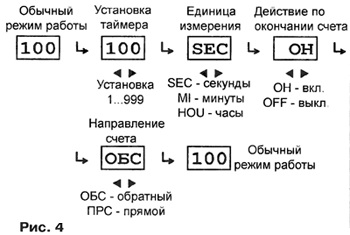 Обычный режим работы
100
Установка таймера
100
Установка
1...999
Единица измерения
SEC
SEC - секунды
MI - минуты
HOU - часы
Действие по окончании счета
ОН
ОН - вкл.
OFF - выкл.
Направление счета
ОБС
ОБС - обратный
ПРС - прямой
100
Обычный режим работы
Рис. 4